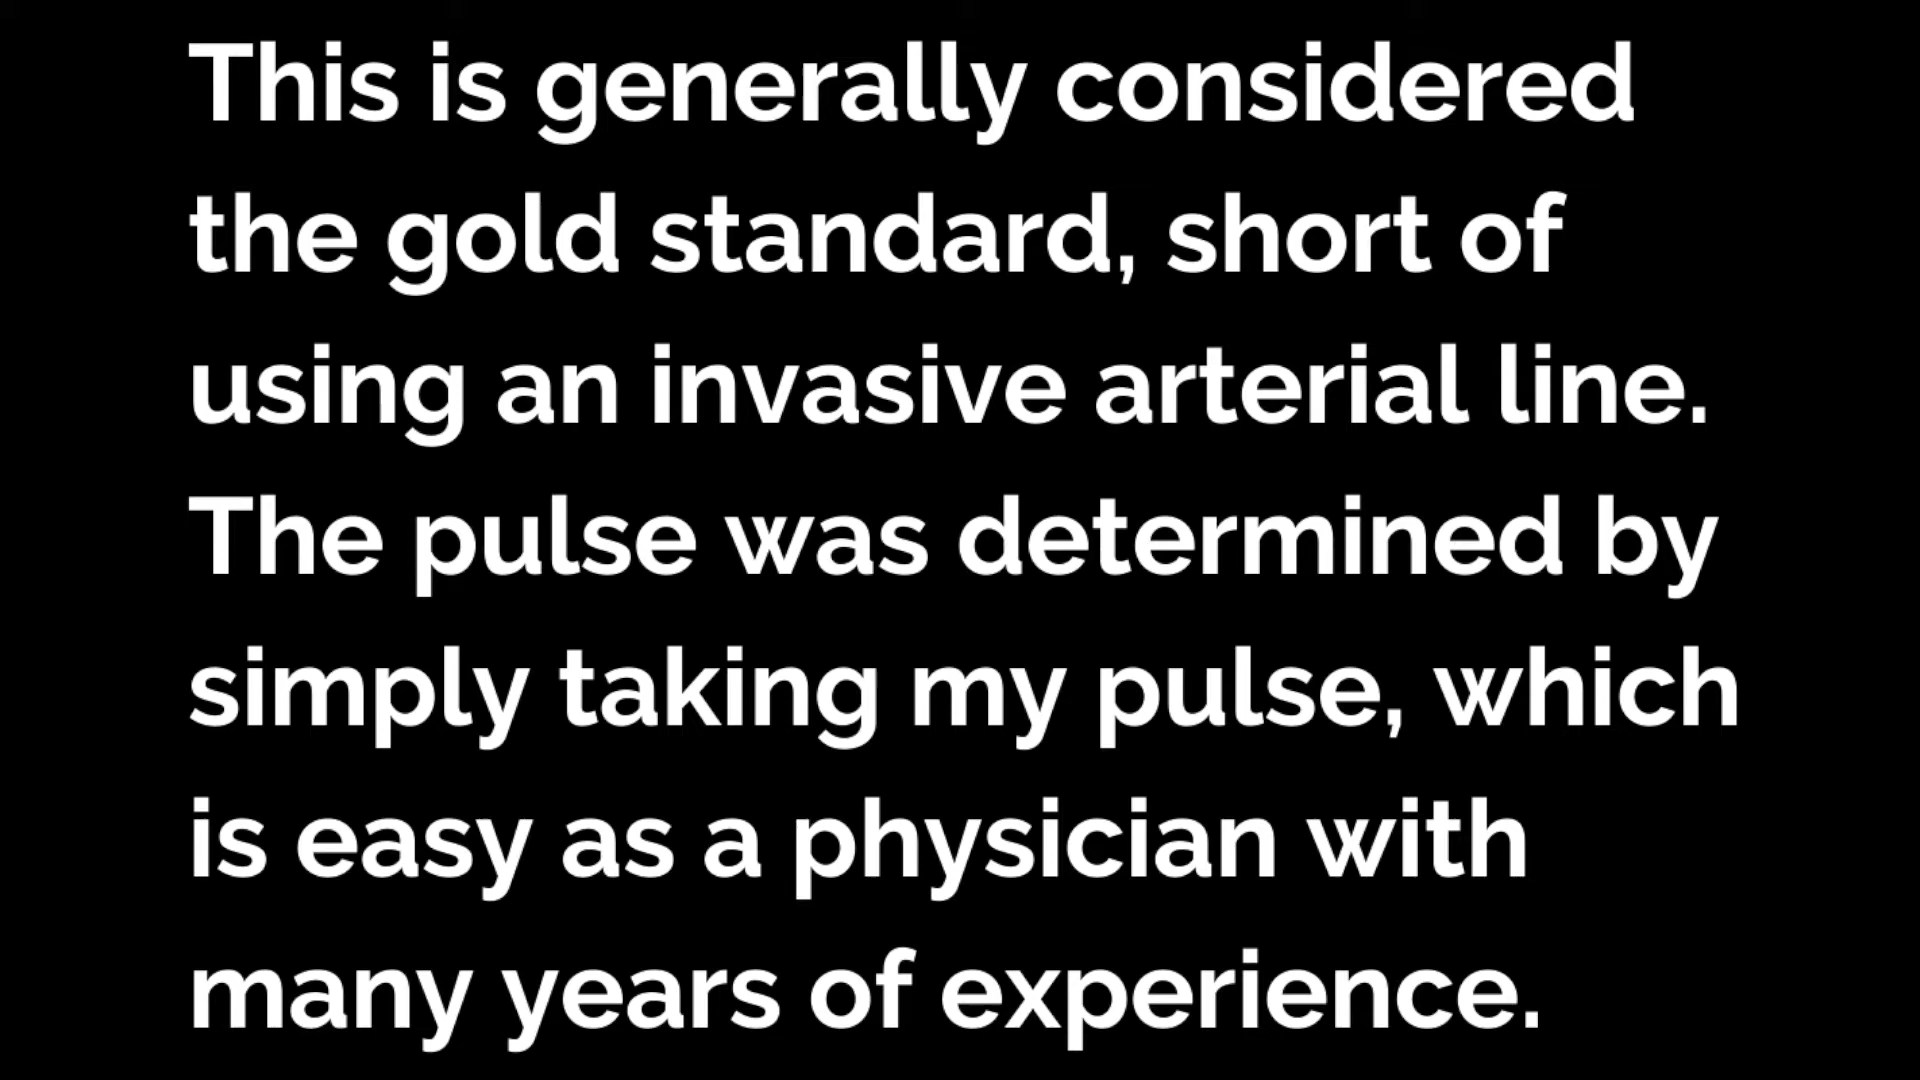 This is generally considered
the gold standard, short of
using an invasive arterial line.
The pulse was determined by
simply taking my pulse, which
is easy as a physician with
many years of experience.